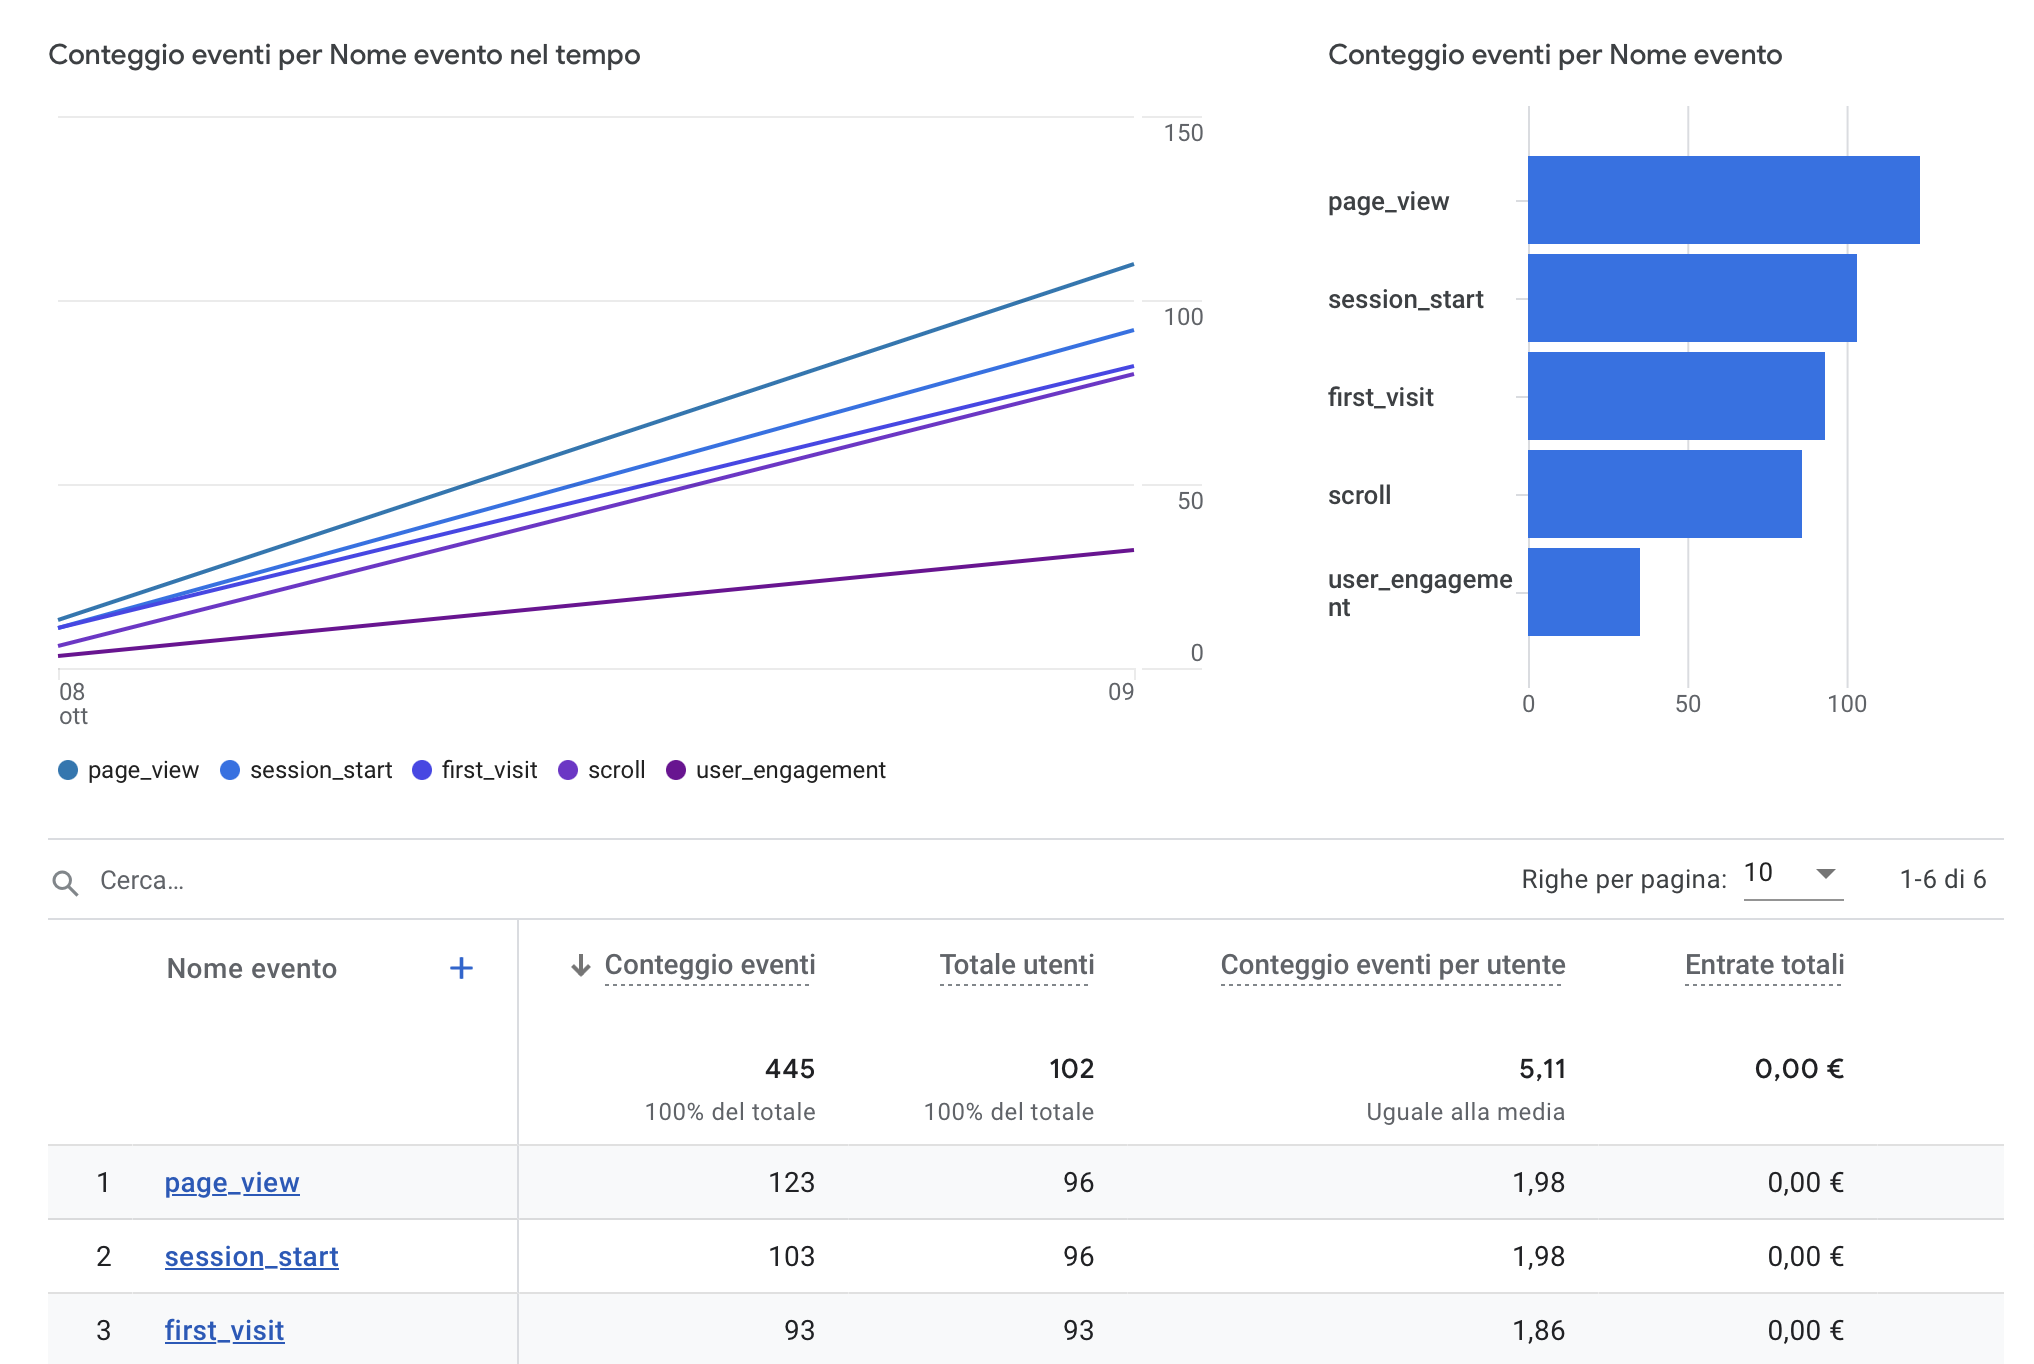 Conteggio eventi per Nome evento nel tempo
150
100
50
0
08
ott
09
page_view session_start first_visit scroll user_engagement
Conteggio eventi per Nome evento
page_view
session_start
first_visit
scroll
user_engageme
nt
0 50 100
Cerca...
Righe per pagina: 10 1-6 di 6
Nome evento + Conteggio eventi Totale utenti Conteggio eventi per utente Entrate totali
445 102 5,11 0,00 €
100% del totale 100% del totale Uguale alla media
1 page_view 123 96 1,98 0,00 €
2 session_start 103 96 1,98 0,00 €
3 first_visit 93 93 1,86 0,00 €